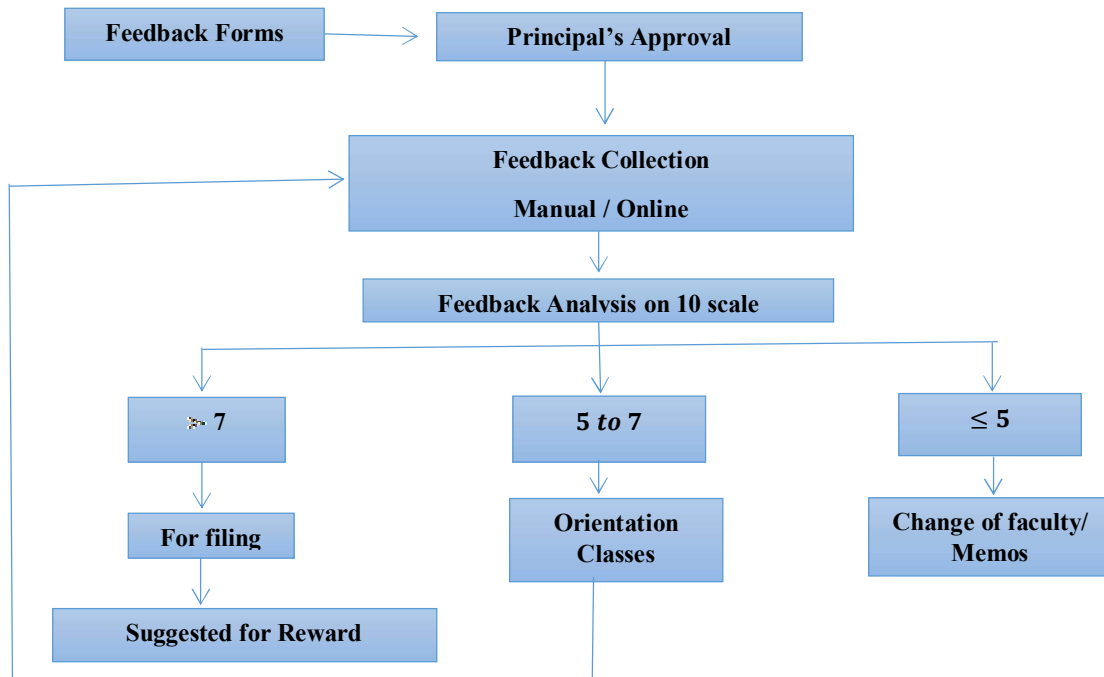 Feedback Forms
Principal's Approval
Feedback Collection
Manual / Online
Feedback Analysis on 10 scale
➢ 7
5 to 7
≤ 5
For filing
Orientation
Classes
Change of faculty/
Memos
Suggested for Reward